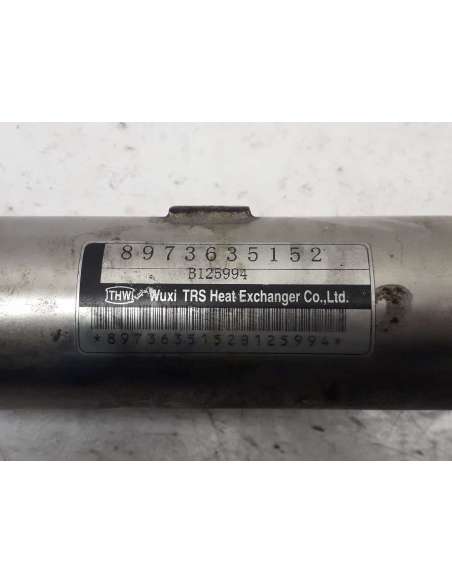 8973635152
B125994
THW Wuxi TRS Heat Exchanger Co.,Ltd.
*8973635152B125994*